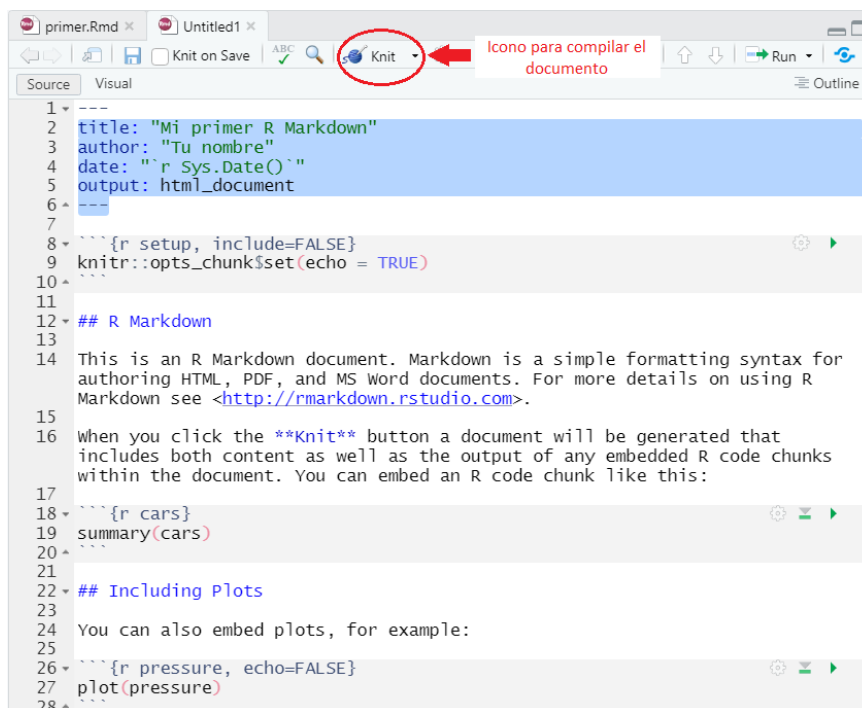 primer.Rmd
Untitled1
Knit on Save
ABC
Knit
Icono para compilar el
documento
Run
Source
Visual
Outline
1 ---
2 title: "Mi primer R Markdown"
3 author: "Tu nombre"
4 date: "`r Sys.Date()`"
5 output: html_document
6 ---
7
8 ```{r setup, include=FALSE}
9 knitr::opts_chunk$set(echo = TRUE)
10 ```
11
12 ## R Markdown
13
14 This is an R Markdown document. Markdown is a simple formatting syntax for
authoring HTML, PDF, and MS Word documents. For more details on using R
Markdown see <http://rmarkdown.rstudio.com>.
15
16 When you click the **Knit** button a document will be generated that
includes both content as well as the output of any embedded R code chunks
within the document. You can embed an R code chunk like this:
17
18 ```{r cars}
19 summary(cars)
20 ```
21
22 ## Including Plots
23
24 You can also embed plots, for example:
25
26 ```{r pressure, echo=FALSE}
27 plot(pressure)
28 ```